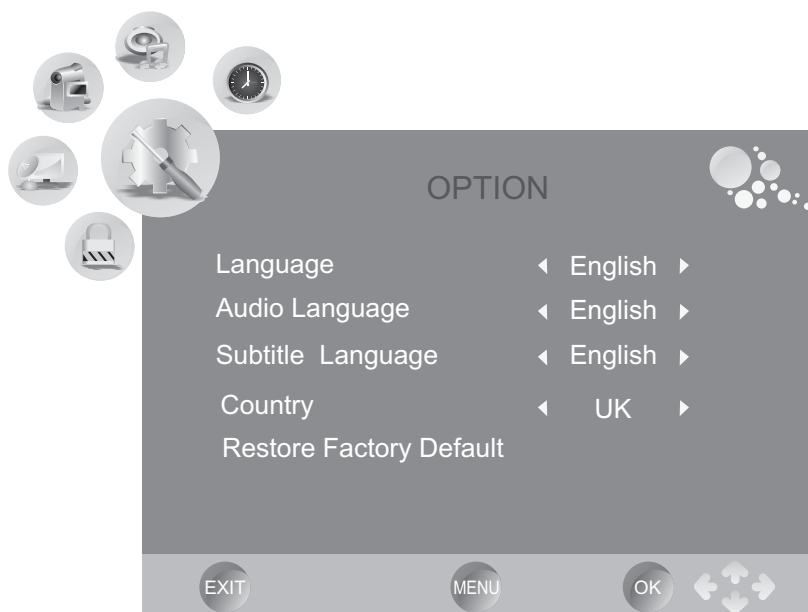 OPTION
Language English
Audio Language English
Subtitle Language English
Country UK
Restore Factory Default
EXIT MENU OK